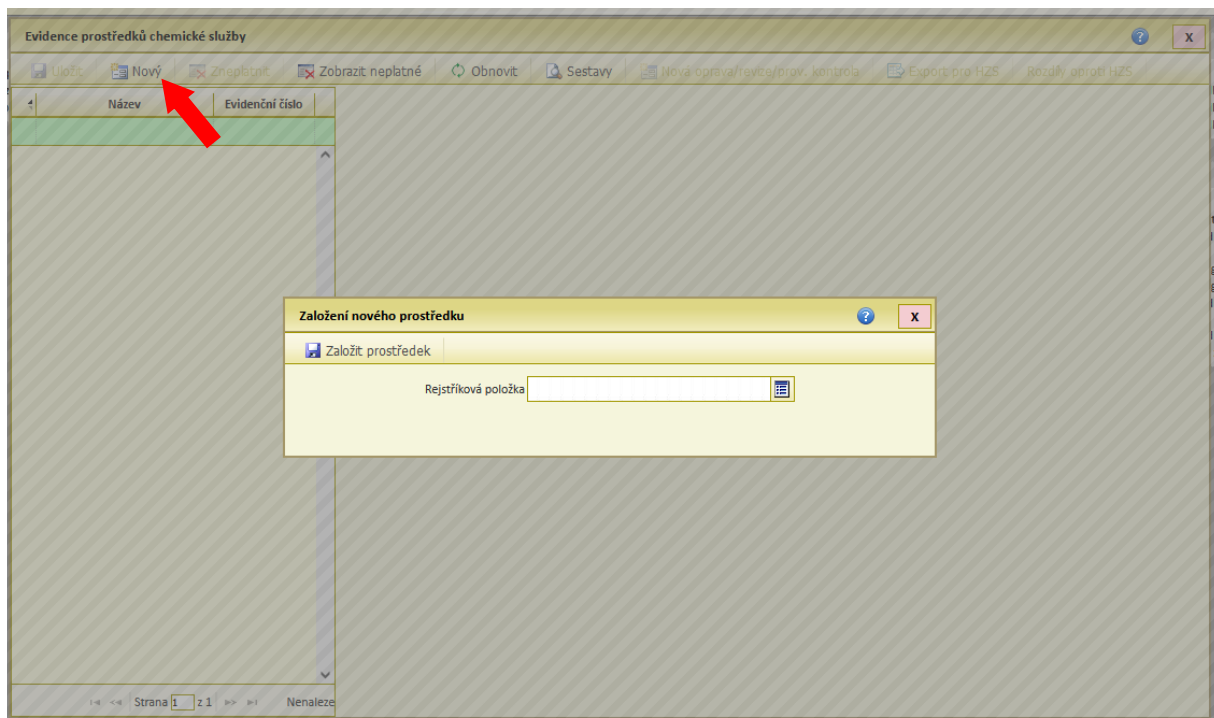 Evidence prostředků chemické služby
? x
Uložit Nový Zneplatnit Zobrazit neplatné Obnovit Sestavy Nová oprava/revize/prov. kontrola Export pro HZS Rozdíly oproti HZS
Název Evidenční číslo
Založení nového prostředku ? x
Založit prostředek
Rejstříková položka
Strana 1 z 1 Nenaleze